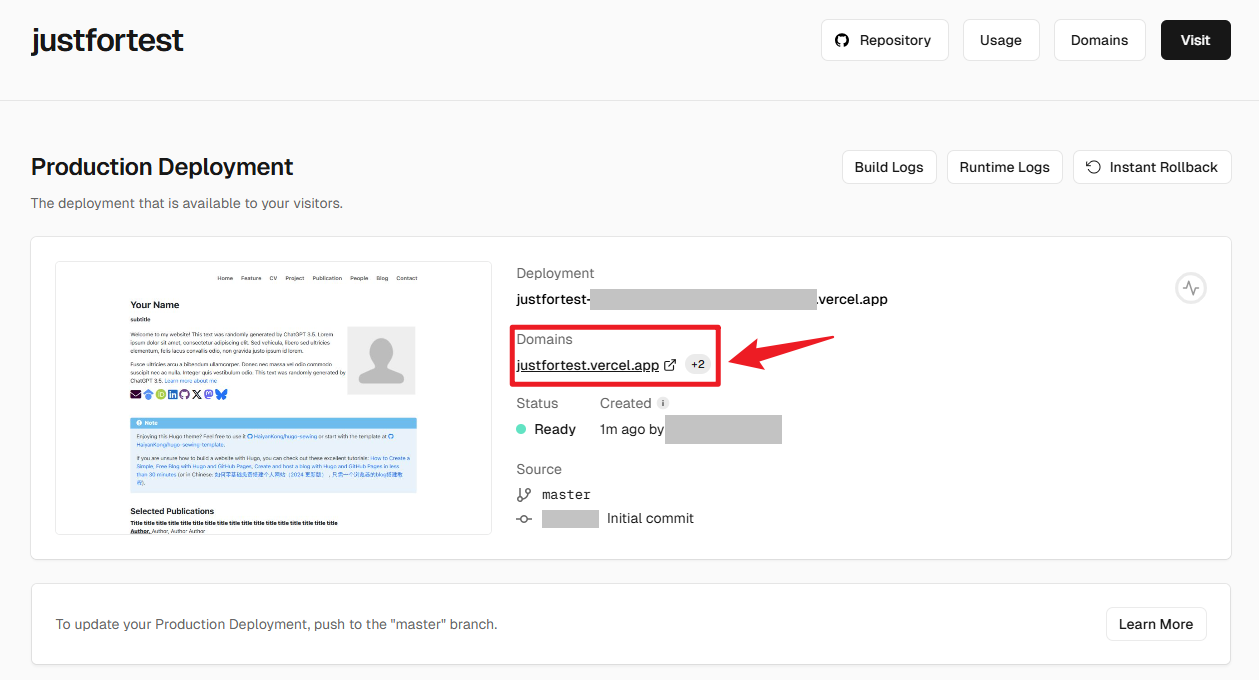 justfortest
Repository
Usage
Domains
Visit
Production Deployment
Build Logs
Runtime Logs
Instant Rollback
The deployment that is available to your visitors.
Home Feature CV Project Publication People Blog Contact
Your Name
subtitle
Welcome to my website! This text was randomly generated by ChatGPT 3.5. Lorem
ipsum dolor sit amet, consectetur adipiscing elit. Sed vehicula, libero sed ultricies
elementum, felis lacus convallis odio, non gravida justo ipsum id lorem.
Fusce ultricies arcu a bibendum ullamcorper. Donec nec massa vel odio commodo
suscipit nec ac nulla. Integer quis vestibulum odio. This text was randomly generated by
ChatGPT 3.5. Learn more about me
Note
Enjoying this Hugo theme? Feel free to use it HaiyanKong/hugo-sewing or start with the template at
HaiyanKong/hugo-sewing-template.
If you are unsure how to build a website with Hugo, you can check out these excellent tutorials: How to Create a
Simple, Free Blog with Hugo and GitHub Pages, Create and host a blog with Hugo and GitHub Pages in less
than 30 minutes (or in Chinese:
Selected Publications
Title title title title title title title title title title title title title title title title title
Author, Author, Author Author
Deployment
justfortest-
.vercel.app
Domains
justfortest.vercel.app +2
Status Created
Ready 1m ago by
Source
master
Initial commit
To update your Production Deployment, push to the "master" branch.
Learn More